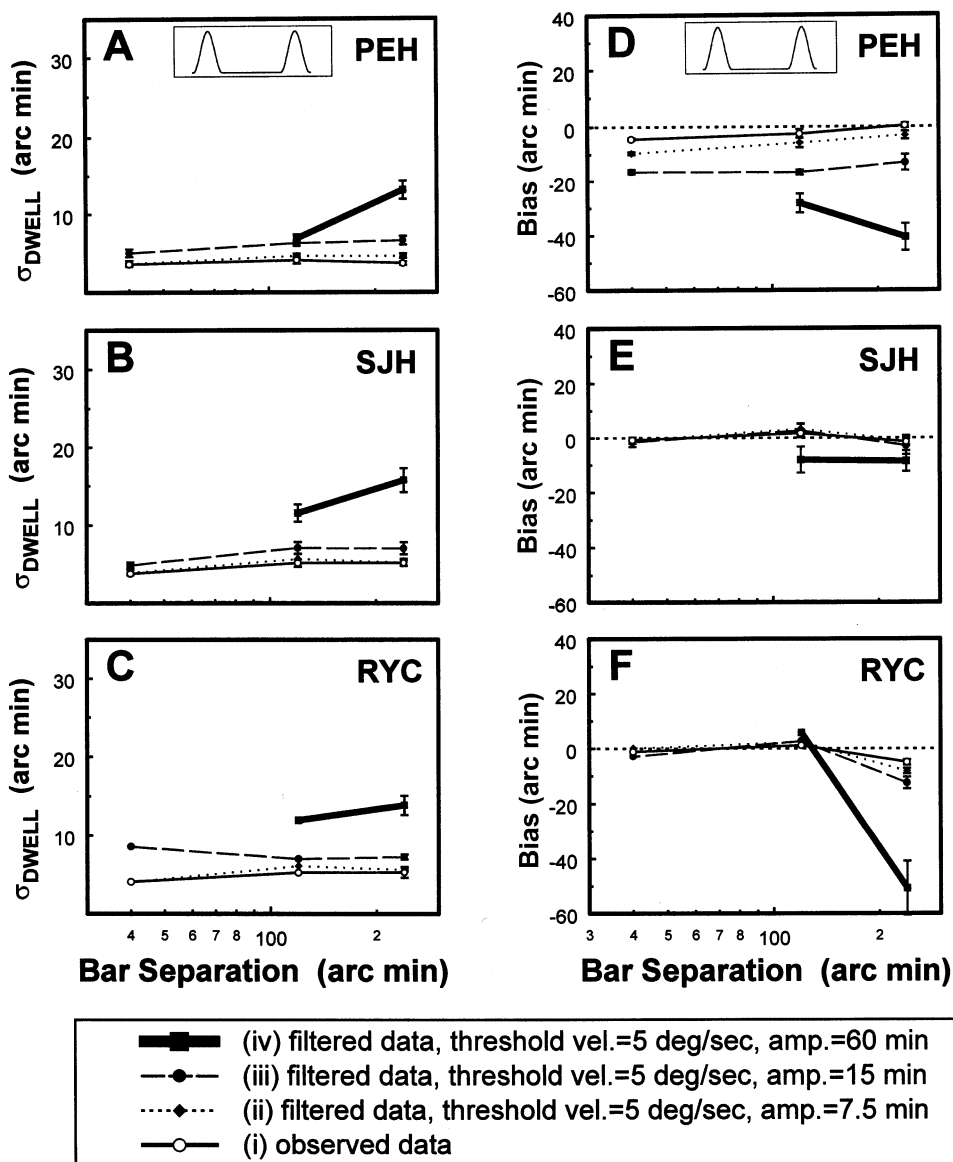 A
PEH
σDWELL (arc min)
30
20
10
D
PEH
Bias (arc min)
40
20
0
-20
-40
-60
B
SJH
σDWELL (arc min)
30
20
10
E
SJH
Bias (arc min)
40
20
0
-20
-40
-60
C
RYC
σDWELL (arc min)
30
20
10
4 5 6 7 8 100 2
Bar Separation (arc min)
F
RYC
Bias (arc min)
40
20
0
-20
-40
-60
3 4 5 6 7 8 100 2
Bar Separation (arc min)
(iv) filtered data, threshold vel.=5 deg/sec, amp.=60 min
(iii) filtered data, threshold vel.=5 deg/sec, amp.=15 min
(ii) filtered data, threshold vel.=5 deg/sec, amp.=7.5 min
(i) observed data